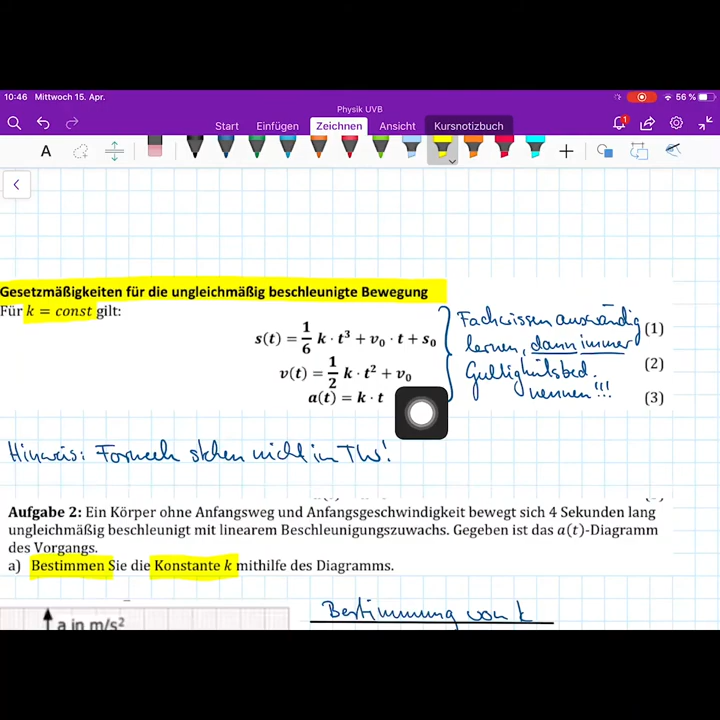 10:46 Mittwoch 15. Apr. 56 %
Physik UVB
Start Einfügen Zeichnen Ansicht Kursnotizbuch
1
A
Gesetzmäßigkeiten für die ungleichmäßig beschleunigte Bewegung
Für k = const gilt:
s(t) = 1/6 k · t³ + v₀ · t + s₀ (1)
v(t) = 1/2 k · t² + v₀ (2)
a(t) = k · t (3)
Fachwissen auswändig
lernen, dann immer
Gültigkeitsbed.
nennen!!!
Hinweis: Formeln stehen nicht im TW!
Aufgabe 2: Ein Körper ohne Anfangsweg und Anfangsgeschwindigkeit bewegt sich 4 Sekunden lang
ungleichmäßig beschleunigt mit linearem Beschleunigungszuwachs. Gegeben ist das a(t)-Diagramm
des Vorgangs.
a) Bestimmen Sie die Konstante k mithilfe des Diagramms.
Bestimmung von k
a in m/s²